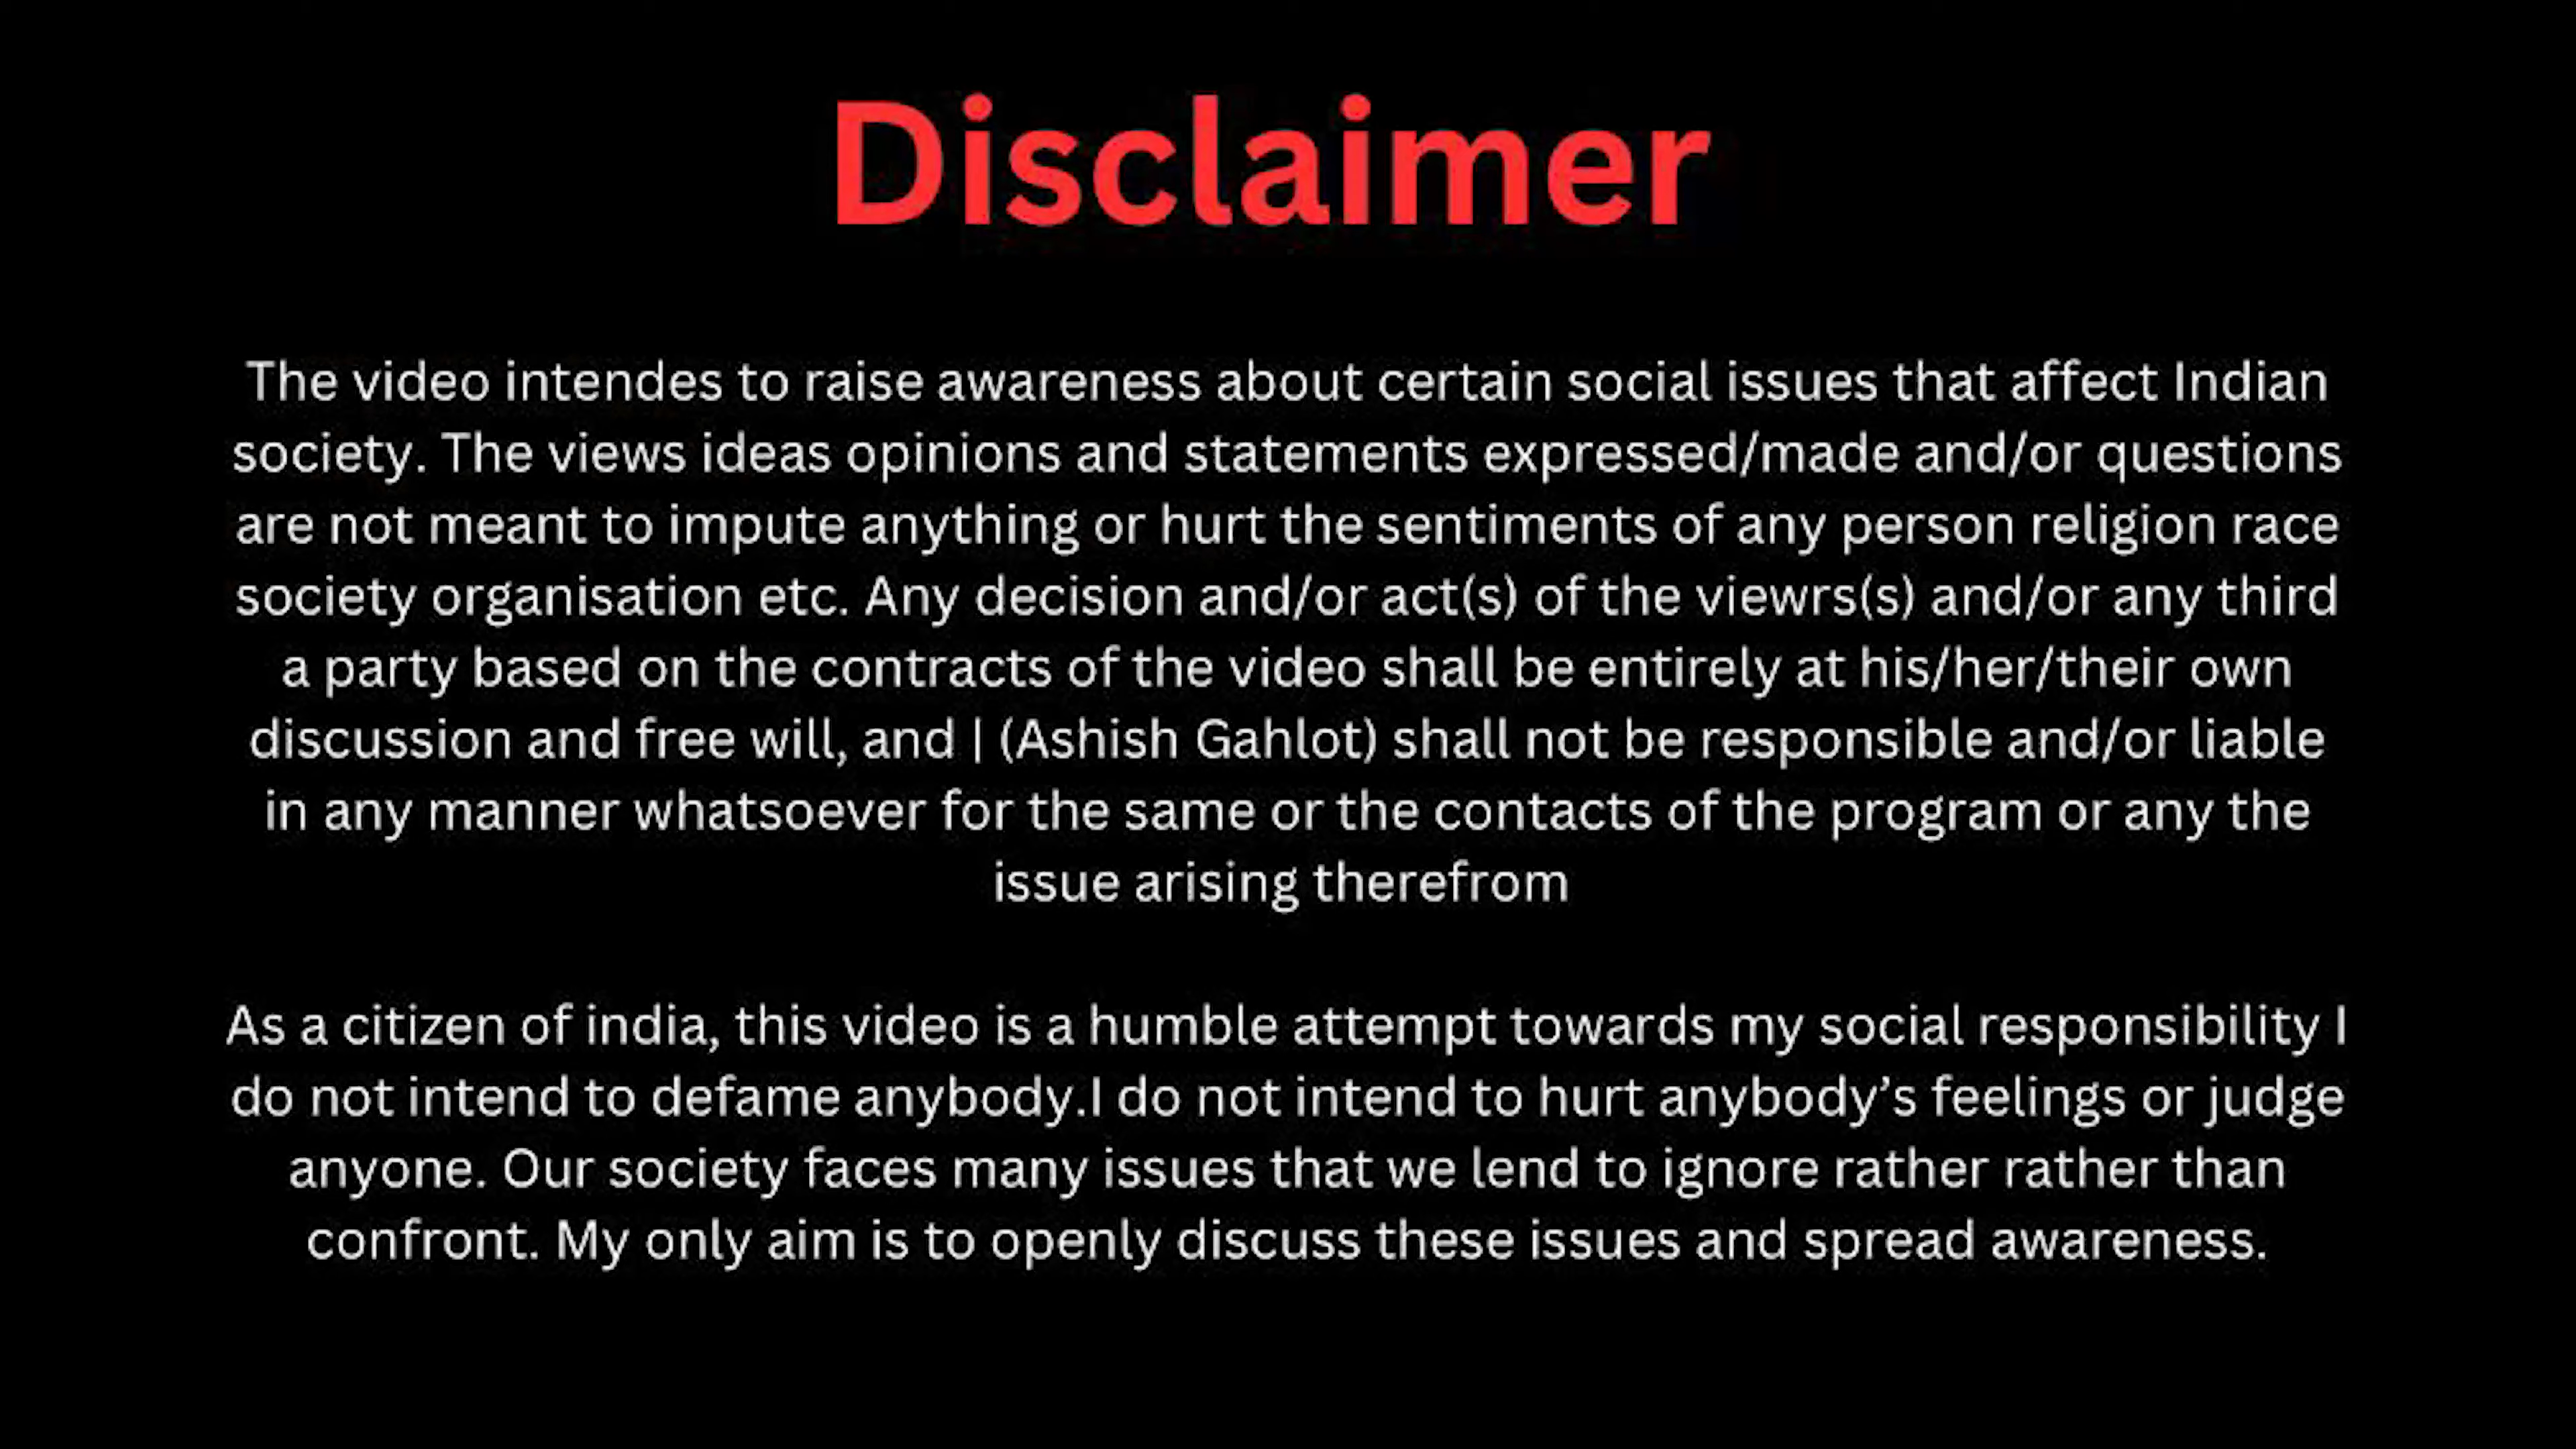 Disclaimer
The video intendes to raise awareness about certain social issues that affect Indian
society. The views ideas opinions and statements expressed/made and/or questions
are not meant to impute anything or hurt the sentiments of any person religion race
society organisation etc. Any decision and/or act(s) of the viewrs(s) and/or any third
a party based on the contracts of the video shall be entirely at his/her/their own
discussion and free will, and | (Ashish Gahlot) shall not be responsible and/or liable
in any manner whatsoever for the same or the contacts of the program or any the
issue arising therefrom
As a citizen of india, this video is a humble attempt towards my social responsibility I
do not intend to defame anybody.I do not intend to hurt anybody’s feelings or judge
anyone. Our society faces many issues that we lend to ignore rather rather than
confront. My only aim is to openly discuss these issues and spread awareness.